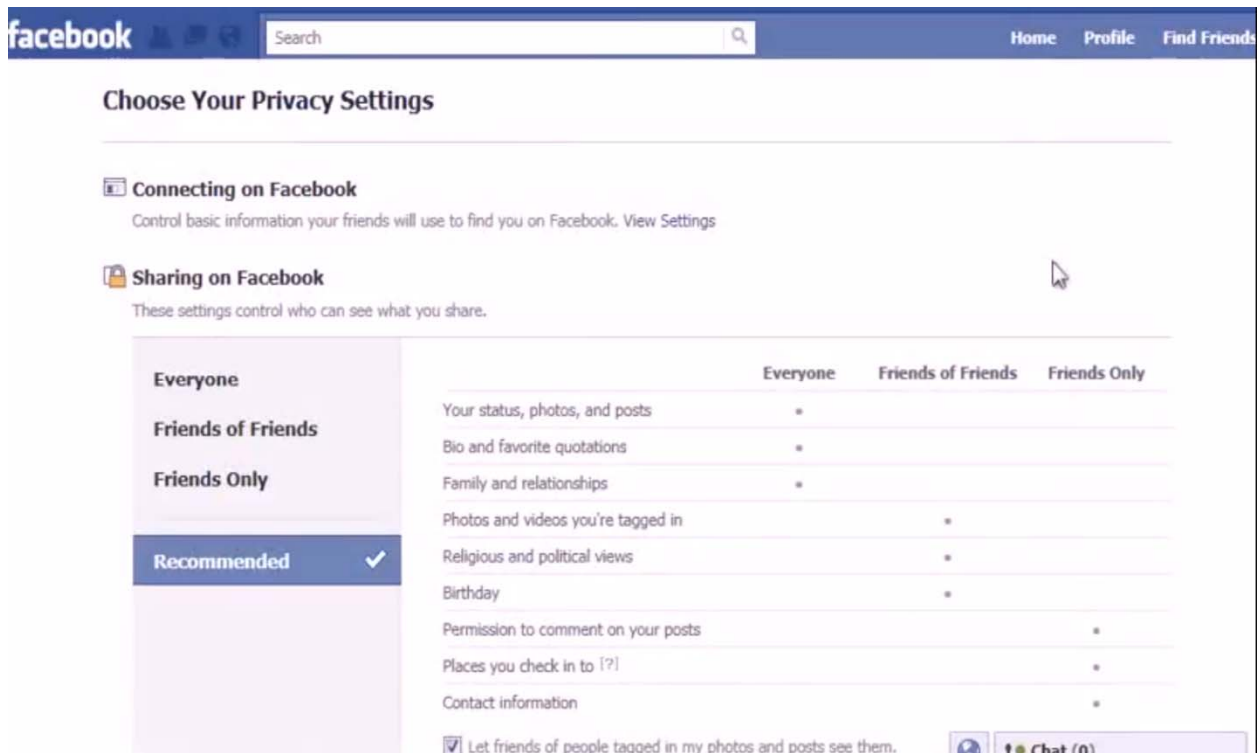 facebook Search Home Profile Find Friends
Choose Your Privacy Settings
Connecting on Facebook
Control basic information your friends will use to find you on Facebook. View Settings
Sharing on Facebook
These settings control who can see what you share.
Everyone
Friends of Friends
Friends Only
Recommended
Everyone Friends of Friends Friends Only
Your status, photos, and posts
Bio and favorite quotations
Family and relationships
Photos and videos you're tagged in
Religious and political views
Birthday
Permission to comment on your posts
Places you check in to [?]
Contact information
Let friends of people tagged in my photos and posts see them.
Chat (0)